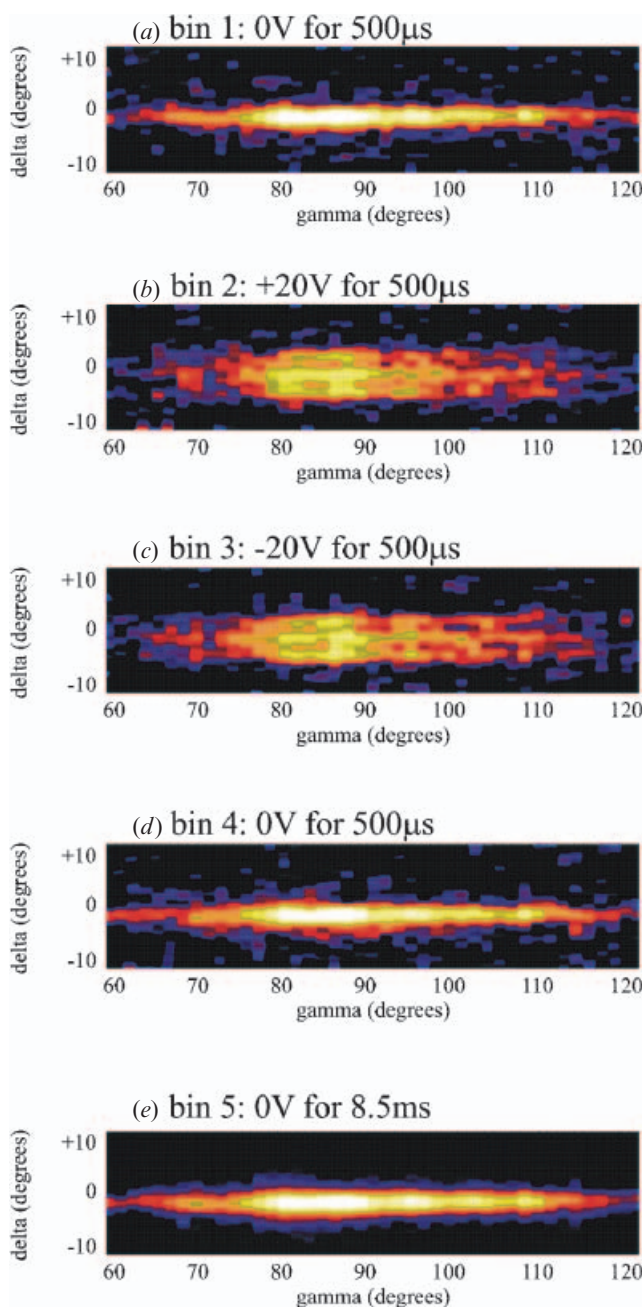 (a) bin 1: 0V for 500μs
delta (degrees)
+10
0
-10
60 70 80 90 100 110 120
gamma (degrees)
(b) bin 2: +20V for 500μs
delta (degrees)
+10
0
-10
60 70 80 90 100 110 120
gamma (degrees)
(c) bin 3: -20V for 500μs
delta (degrees)
+10
0
-10
60 70 80 90 100 110 120
gamma (degrees)
(d) bin 4: 0V for 500μs
delta (degrees)
+10
0
-10
60 70 80 90 100 110 120
gamma (degrees)
(e) bin 5: 0V for 8.5ms
delta (degrees)
+10
0
-10
60 70 80 90 100 110 120
gamma (degrees)